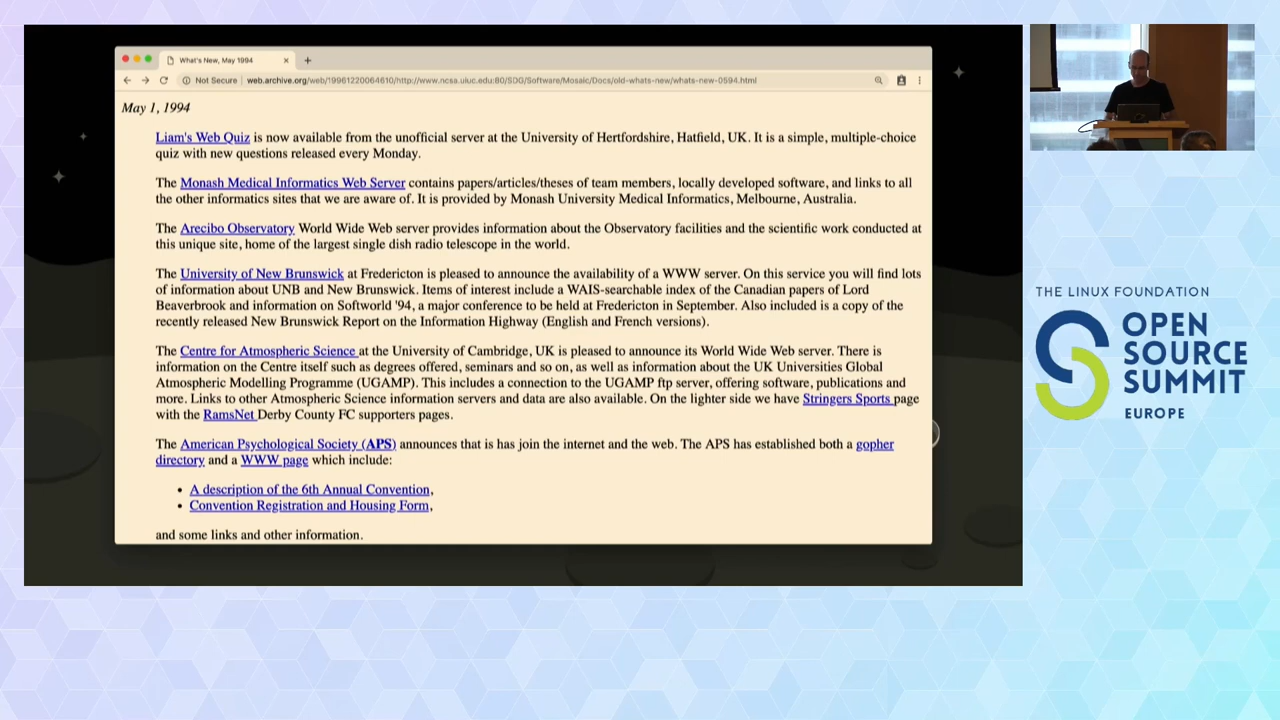 What's New, May 1994
Not Secure | web.archive.org/web/19961220064610/http://www.ncsa.uiuc.edu:80/SDG/Software/Mosaic/Docs/old-whats-new/whats-new-0594.html
May 1, 1994
Liam's Web Quiz is now available from the unofficial server at the University of Hertfordshire, Hatfield, UK. It is a simple, multiple-choice
quiz with new questions released every Monday.
The Monash Medical Informatics Web Server contains papers/articles/theses of team members, locally developed software, and links to all
the other informatics sites that we are aware of. It is provided by Monash University Medical Informatics, Melbourne, Australia.
The Arecibo Observatory World Wide Web server provides information about the Observatory facilities and the scientific work conducted at
this unique site, home of the largest single dish radio telescope in the world.
The University of New Brunswick at Fredericton is pleased to announce the availability of a WWW server. On this service you will find lots
of information about UNB and New Brunswick. Items of interest include a WAIS-searchable index of the Canadian papers of Lord
Beaverbrook and information on Softworld '94, a major conference to be held at Fredericton in September. Also included is a copy of the
recently released New Brunswick Report on the Information Highway (English and French versions).
The Centre for Atmospheric Science at the University of Cambridge, UK is pleased to announce its World Wide Web server. There is
information on the Centre itself such as degrees offered, seminars and so on, as well as information about the UK Universities Global
Atmospheric Modelling Programme (UGAMP). This includes a connection to the UGAMP ftp server, offering software, publications and
more. Links to other Atmospheric Science information servers and data are also available. On the lighter side we have Stringers Sports page
with the RamsNet Derby County FC supporters pages.
The American Psychological Society (APS) announces that is has join the internet and the web. The APS has established both a gopher
directory and a WWW page which include:
• A description of the 6th Annual Convention,
• Convention Registration and Housing Form,
and some links and other information.
THE LINUX FOUNDATION
OPEN
SOURCE
SUMMIT
EUROPE